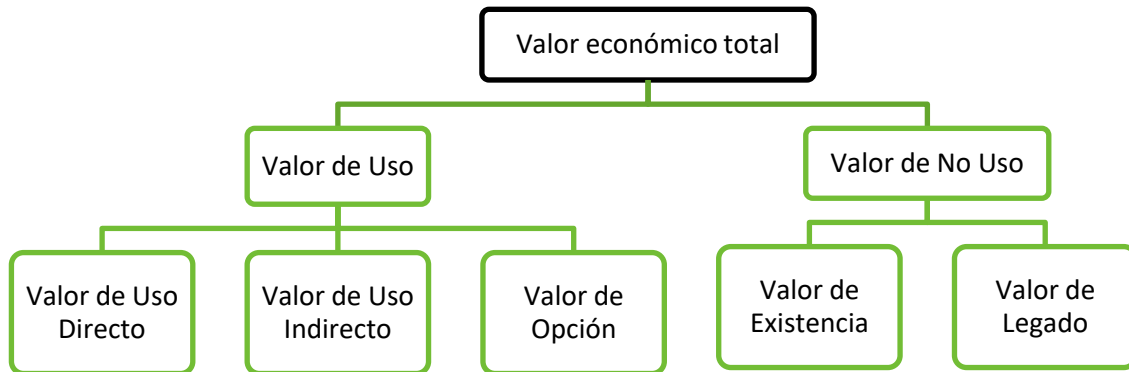 Valor económico total
Valor de Uso
Valor de No Uso
Valor de Uso
Directo
Valor de Uso
Indirecto
Valor de
Opción
Valor de
Existencia
Valor de
Legado